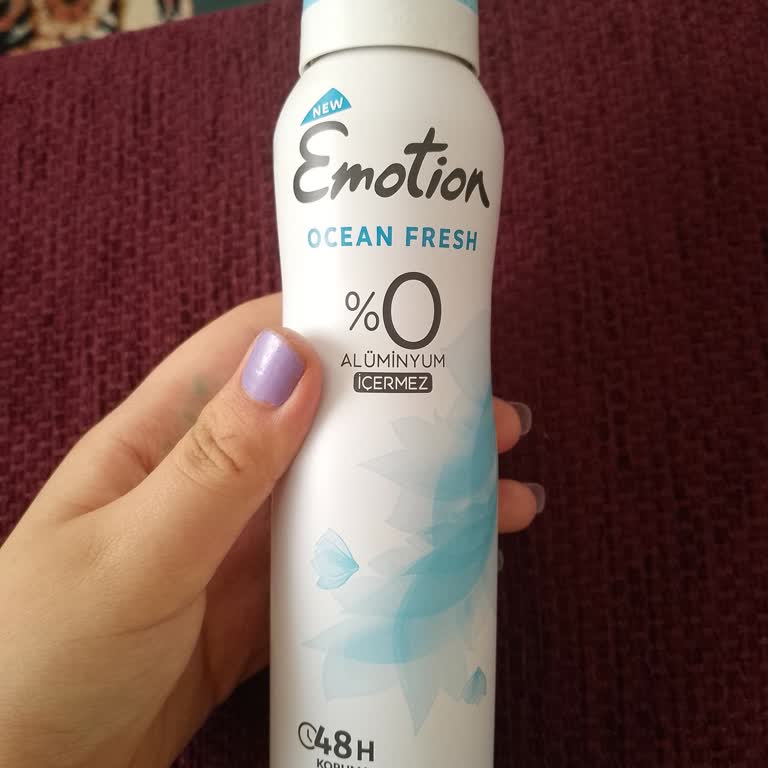 NEW
Emotion
OCEAN FRESH
%0
ALÜMİNYUM
İÇERMEZ
48H